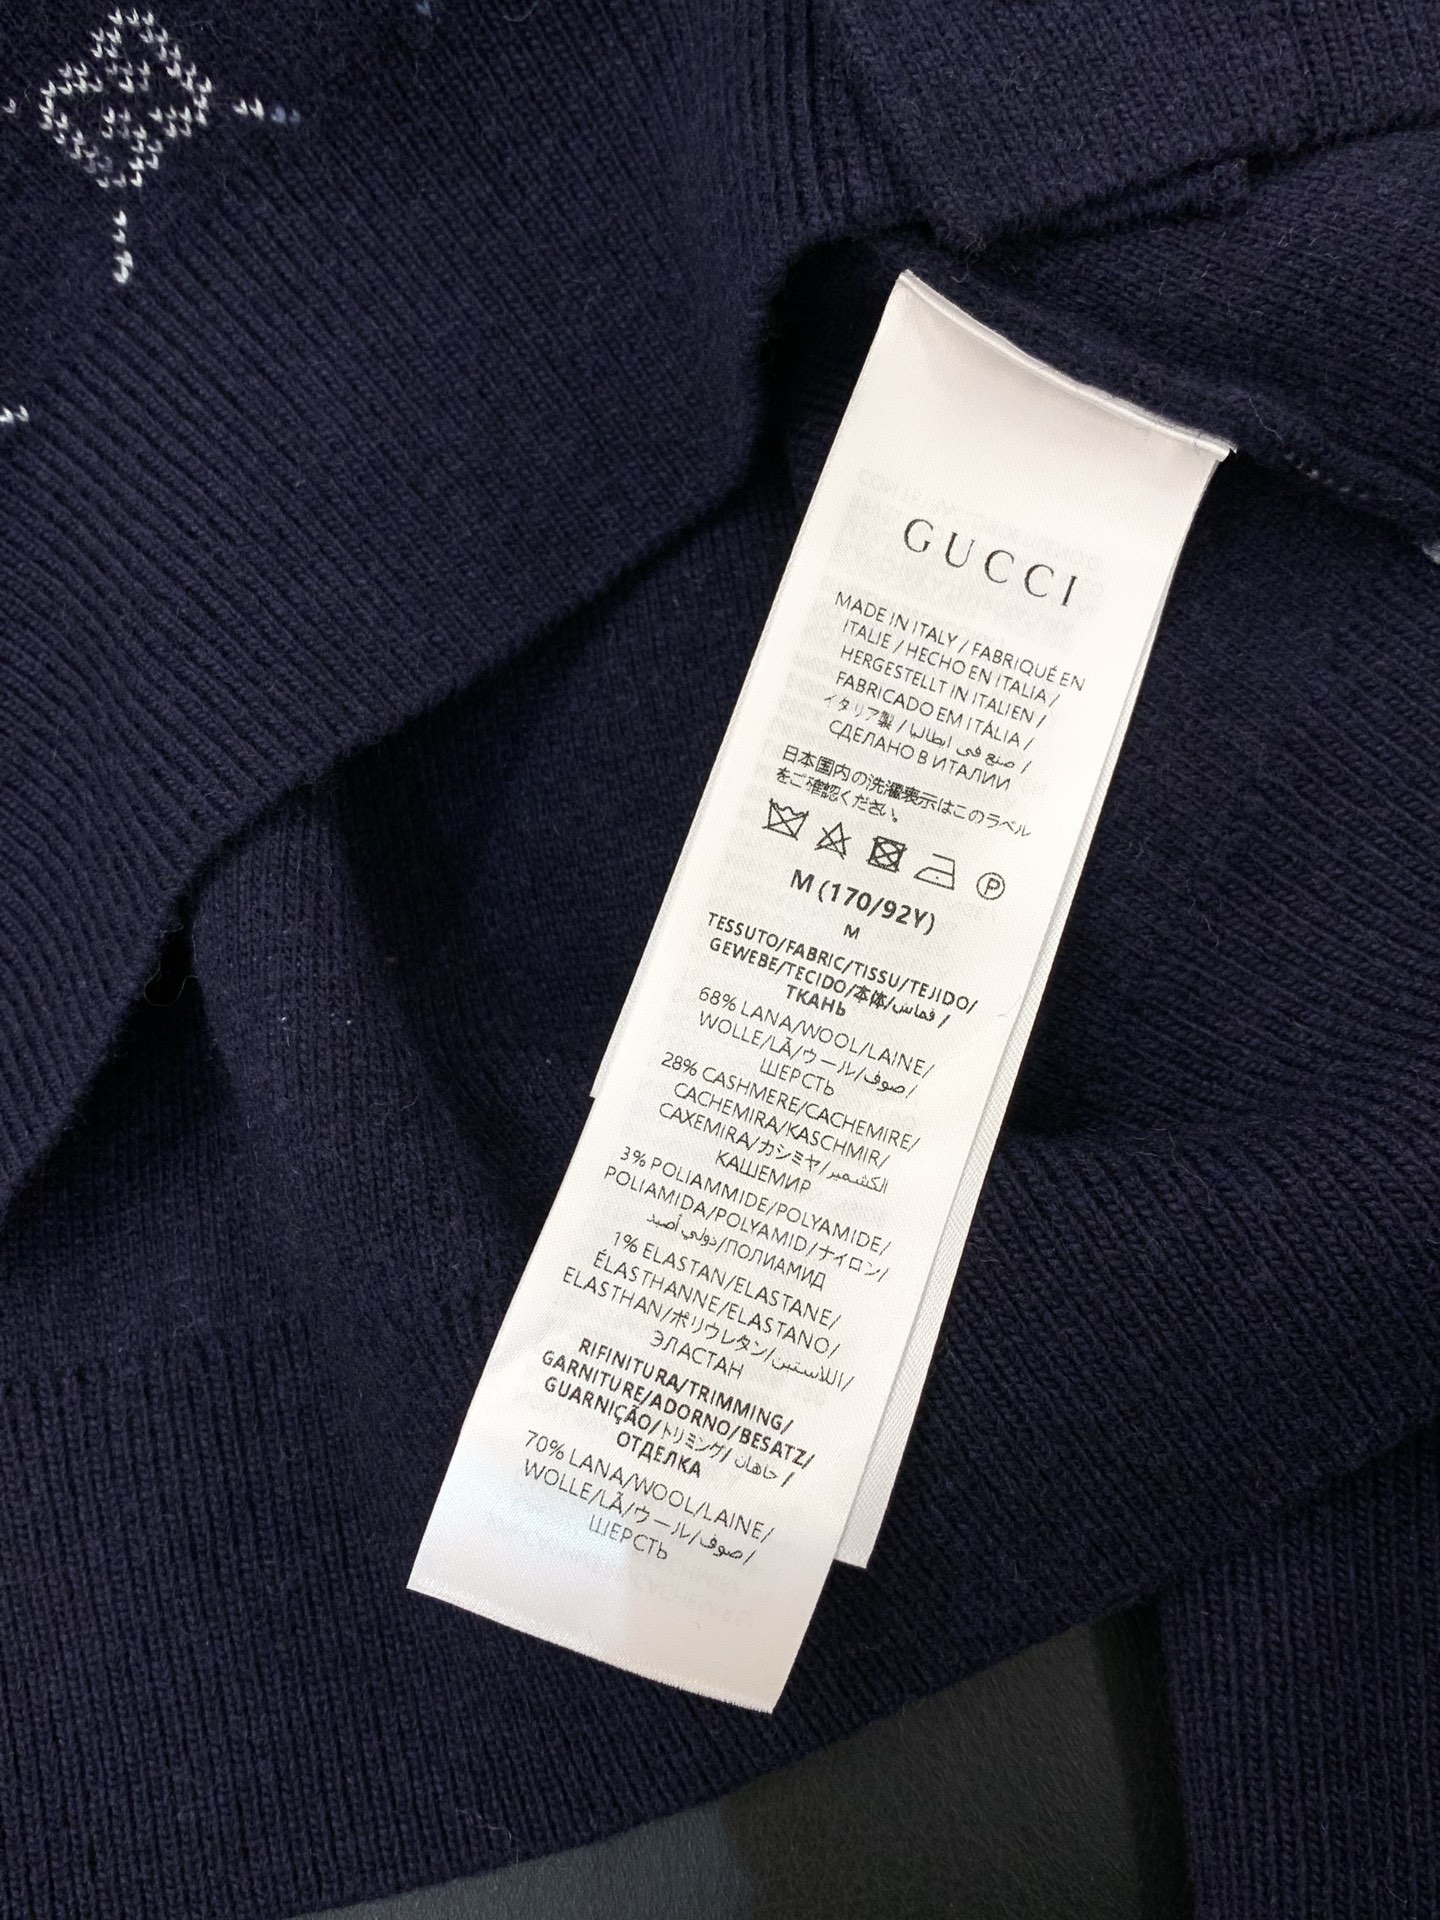 GUCCI
MADE IN ITALY / FABRIQUÉ EN
ITALIE / HECHO EN ITALIA /
HERGESTELLT IN ITALIEN /
FABRICADO EM ITÁLIA /
イタリア製 / صنع في ايطاليا /
СДЕЛАНО В ИТАЛИИ
日本国内の洗濯表示はこのラベル
をご確認ください。
P
M (170/92Y)
M
TESSUTO/FABRIC/TISSU/TEJIDO/
GEWEBE/TECIDO/本体/قماس/
ТКАНЬ
68% LANA/WOOL/LAINE/
WOLLE/LÃ/ウール/صوف/
ШЕРСТЬ
28% CASHMERE/CACHEMIRE/
CACHEMIRA/KASCHMIR/
CAXEMIRA/カシミヤ/الكشمير/
КАШЕМИР
3% POLIAMMIDE/POLYAMIDE/
POLIAMIDA/POLYAMID/ナイロン/
بولي أميد/ПОЛИАМИД
1% ELASTAN/ELASTANE/
ÉLASTHANNE/ELASTANO/
ELASTHAN/ポリウレタン/اللاستين/
ЭЛАСТАН
RIFINITURA/TRIMMING/
GARNITURE/ADORNO/BESATZ/
GUARNIÇÃO/トリミング/حاهات/
ОТДЕЛКА
70% LANA/WOOL/LAINE/
WOLLE/LÃ/ウール/صوف/
ШЕРСТЬ